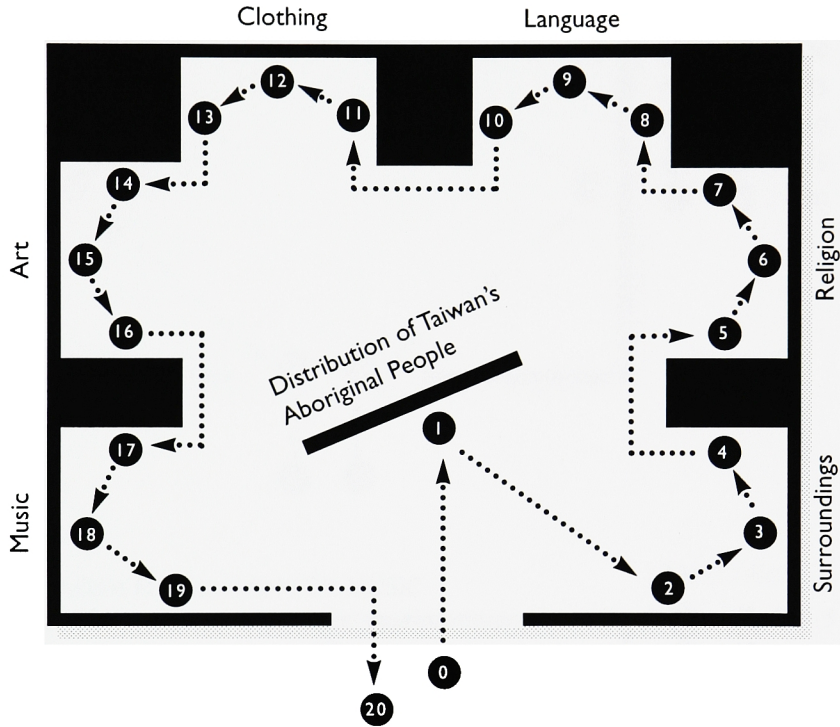 Clothing
Language
12
9
13
11
10
8
14
7
Art
15
6
Religion
Distribution of Taiwan's
Aboriginal People
16
5
1
17
4
Music
18
3
Surroundings
19
2
0
20